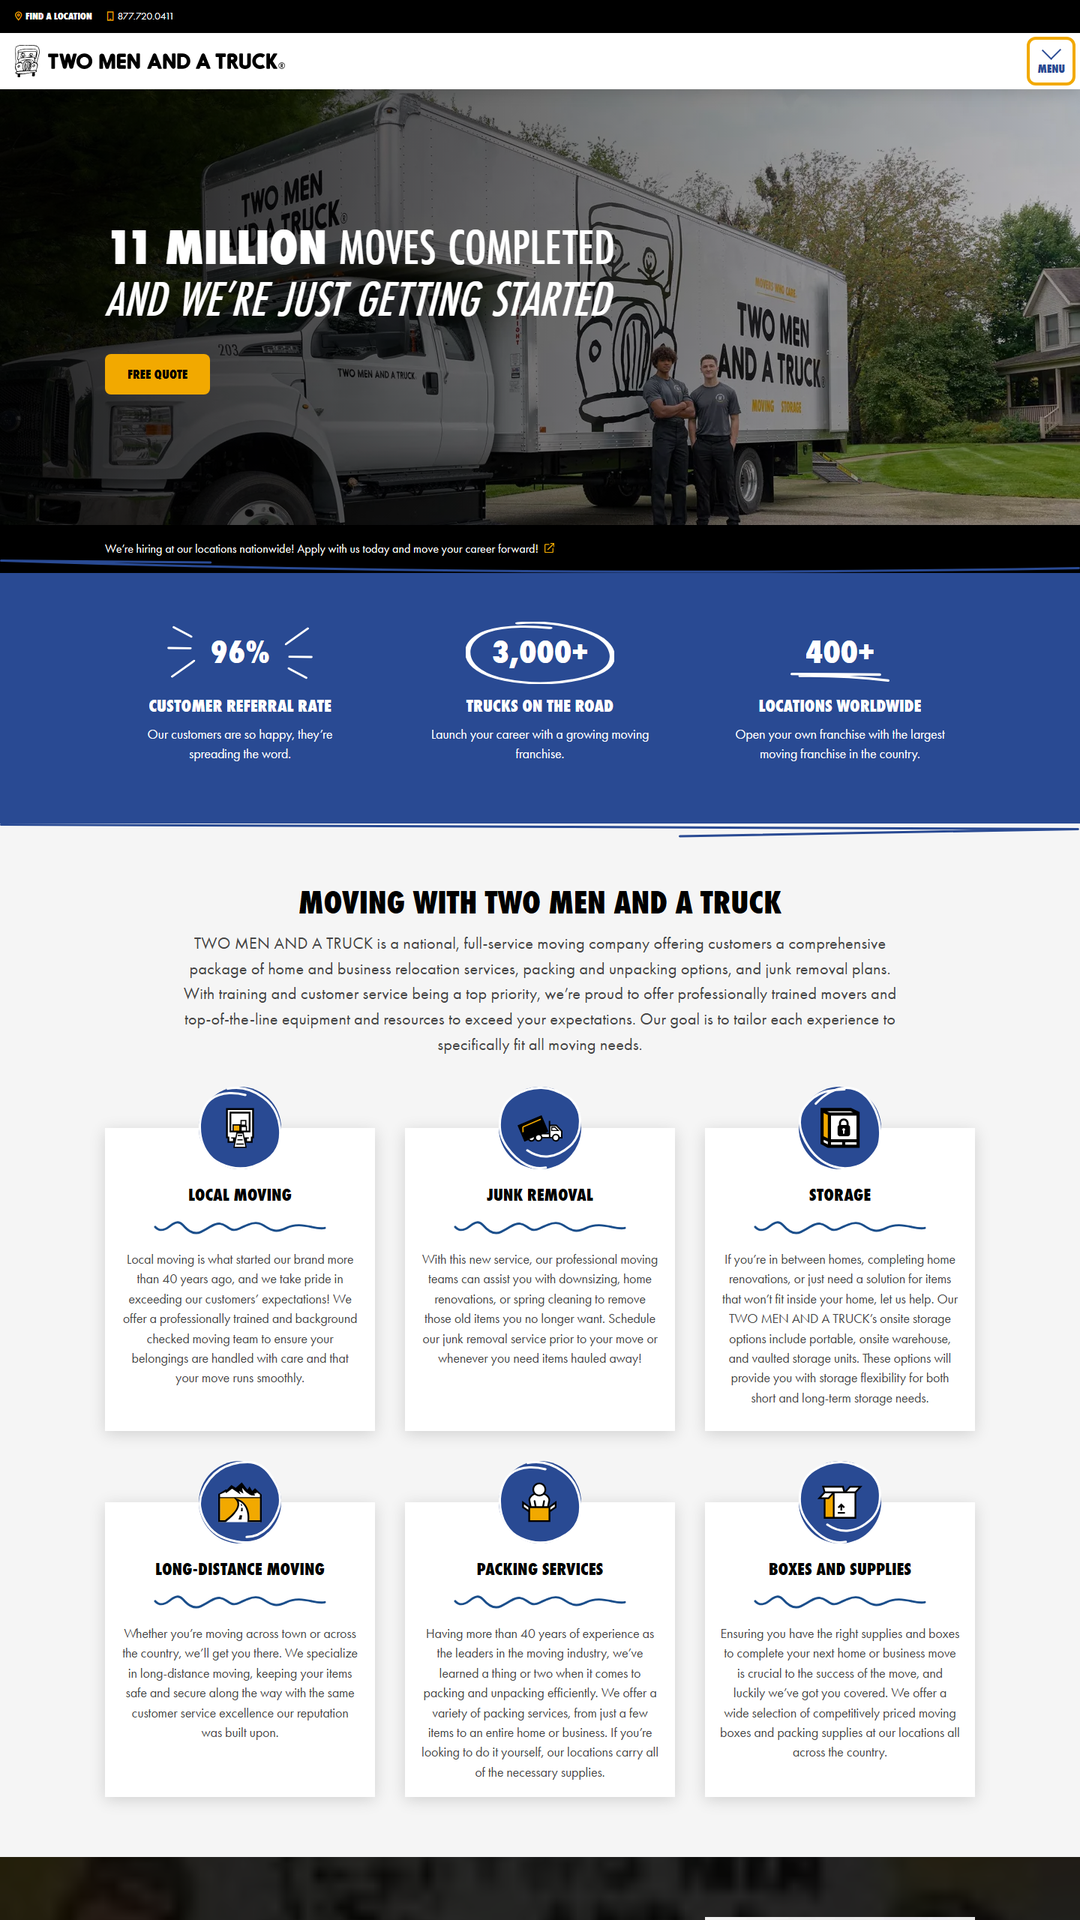 FIND A LOCATION 877.720.0411
TWO MEN AND A TRUCK®
MENU
TWO MEN
AND A TRUCK®
11 MILLION MOVES COMPLETED
AND WE'RE JUST GETTING STARTED
FREE QUOTE
203
TWO MEN AND A TRUCK
MOVERS WHO CARE
TWO MEN
AND A TRUCK
MOVING STORAGE
We're hiring at our locations nationwide! Apply with us today and move your career forward!
96%
CUSTOMER REFERRAL RATE
Our customers are so happy, they're
spreading the word.
3,000+
TRUCKS ON THE ROAD
Launch your career with a growing moving
franchise.
400+
LOCATIONS WORLDWIDE
Open your own franchise with the largest
moving franchise in the country.
MOVING WITH TWO MEN AND A TRUCK
TWO MEN AND A TRUCK is a national, full-service moving company offering customers a comprehensive
package of home and business relocation services, packing and unpacking options, and junk removal plans.
With training and customer service being a top priority, we're proud to offer professionally trained movers and
top-of-the-line equipment and resources to exceed your expectations. Our goal is to tailor each experience to
specifically fit all moving needs.
LOCAL MOVING
Local moving is what started our brand more
than 40 years ago, and we take pride in
exceeding our customers' expectations! We
offer a professionally trained and background
checked moving team to ensure your
belongings are handled with care and that
your move runs smoothly.
JUNK REMOVAL
With this new service, our professional moving
teams can assist you with downsizing, home
renovations, or spring cleaning to remove
those old items you no longer want. Schedule
our junk removal service prior to your move or
whenever you need items hauled away!
STORAGE
If you're in between homes, completing home
renovations, or just need a solution for items
that won't fit inside your home, let us help. Our
TWO MEN AND A TRUCK's onsite storage
options include portable, onsite warehouse,
and vaulted storage units. These options will
provide you with storage flexibility for both
short and long-term storage needs.
LONG-DISTANCE MOVING
Whether you're moving across town or across
the country, we'll get you there. We specialize
in long-distance moving, keeping your items
safe and secure along the way with the same
customer service excellence our reputation
was built upon.
PACKING SERVICES
Having more than 40 years of experience as
the leaders in the moving industry, we've
learned a thing or two when it comes to
packing and unpacking efficiently. We offer a
variety of packing services, from just a few
items to an entire home or business. If you're
looking to do it yourself, our locations carry all
of the necessary supplies.
BOXES AND SUPPLIES
Ensuring you have the right supplies and boxes
to complete your next home or business move
is crucial to the success of the move, and
luckily we've got you covered. We offer a
wide selection of competitively priced moving
boxes and packing supplies at our locations all
across the country.